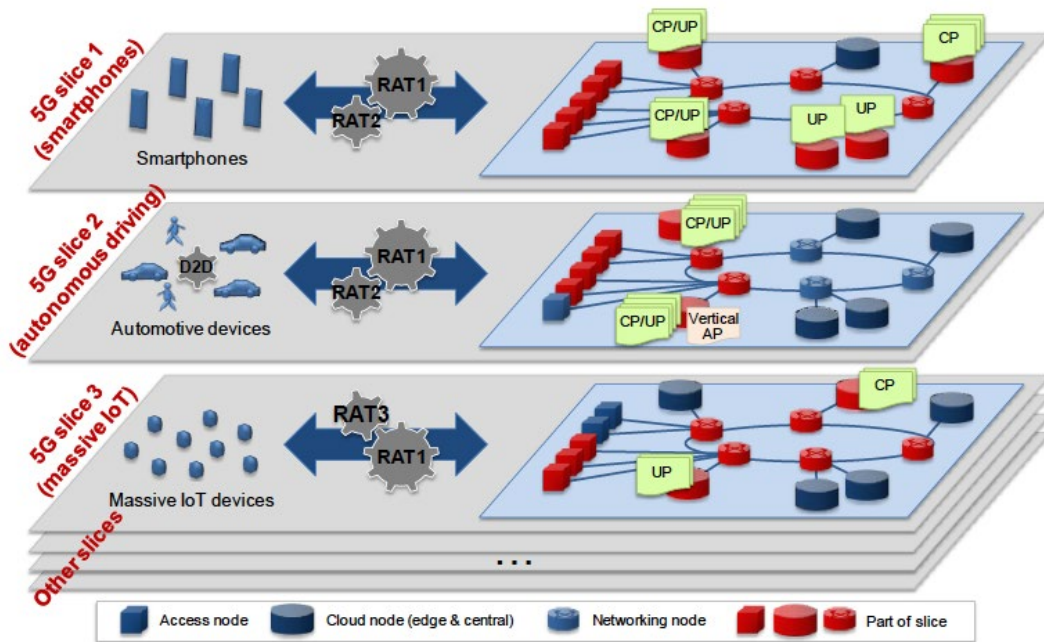 5G slice 1
(smartphones)
Smartphones
RAT1
RAT2
CP/UP
CP
CP/UP
UP
UP
5G slice 2
(autonomous driving)
D2D
Automotive devices
RAT1
RAT2
CP/UP
CP/UP
Vertical
AP
5G slice 3
(massive IoT)
Massive IoT devices
RAT3
RAT1
CP
UP
Other slices
. . .
Access node
Cloud node (edge & central)
Networking node
Part of slice